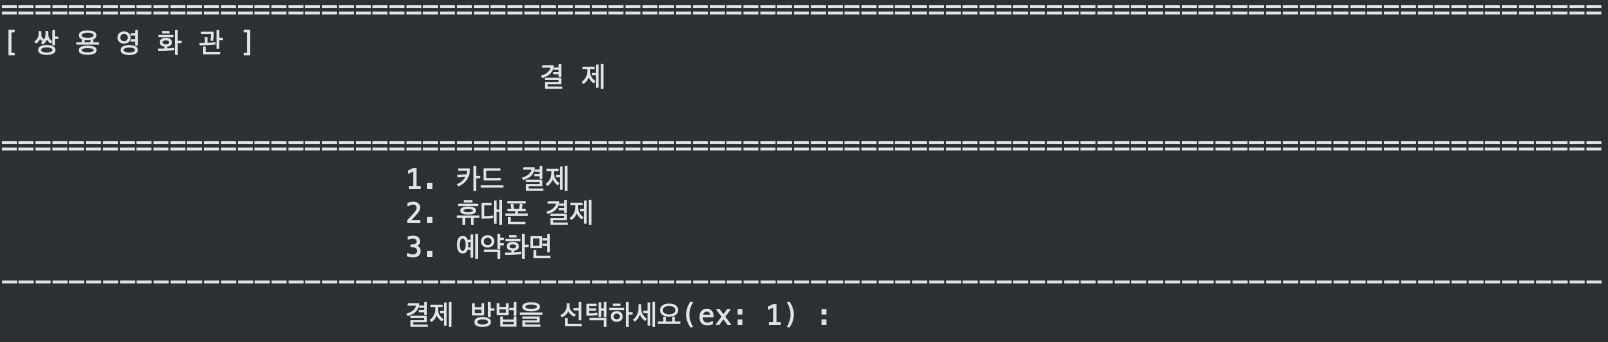 ===============================================================================================
[ 쌍 용 영 화 관 ]
결 제
===============================================================================================
1. 카드 결제
2. 휴대폰 결제
3. 예약화면
-----------------------------------------------------------------------------------------------
결제 방법을 선택하세요(ex: 1) :